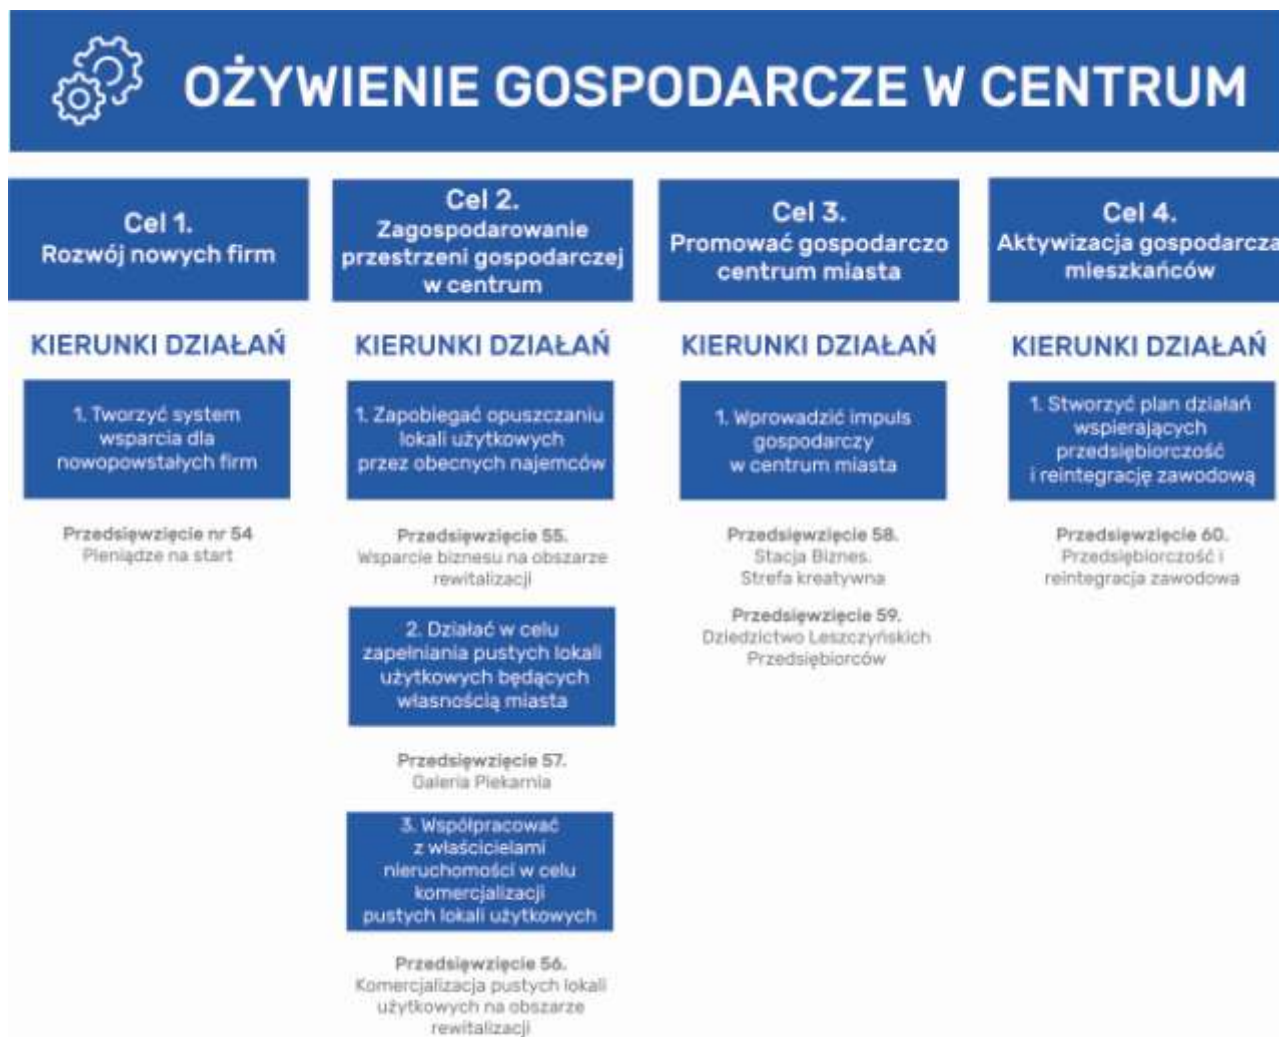 OŻYWIENIE GOSPODARCZE W CENTRUM
Cel 1.
Rozwój nowych firm
KIERUNKI DZIAŁAŃ
1. Tworzyć system
wsparcia dla
nowopowstałych firm
Przedsięwzięcie nr 54
Pieniądze na start
Cel 2.
Zagospodarowanie
przestrzeni gospodarczej
w centrum
KIERUNKI DZIAŁAŃ
1. Zapobiegać opuszczaniu
lokali użytkowych
przez obecnych najemców
Przedsięwzięcie 55.
Wsparcie biznesu na obszarze
rewitalizacji
2. Działać w celu
zapełniania pustych lokali
użytkowych będących
własnością miasta
Przedsięwzięcie 57.
Galeria Piekarnia
3. Współpracować
z właścicielami
nieruchomości w celu
komercjalizacji
pustych lokali użytkowych
Przedsięwzięcie 56.
Komercjalizacja pustych lokali
użytkowych na obszarze
rewitalizacji
Cel 3.
Promować gospodarczo
centrum miasta
KIERUNKI DZIAŁAŃ
1. Wprowadzić impuls
gospodarczy
w centrum miasta
Przedsięwzięcie 58.
Stacja Biznes.
Strefa kreatywna
Przedsięwzięcie 59.
Dziedzictwo Leszczyńskich
Przedsiębiorców
Cel 4.
Aktywizacja gospodarcza
mieszkańców
KIERUNKI DZIAŁAŃ
1. Stworzyć plan działań
wspierających
przedsiębiorczość
i reintegrację zawodową
Przedsięwzięcie 60.
Przedsiębiorczość i
reintegracja zawodowa